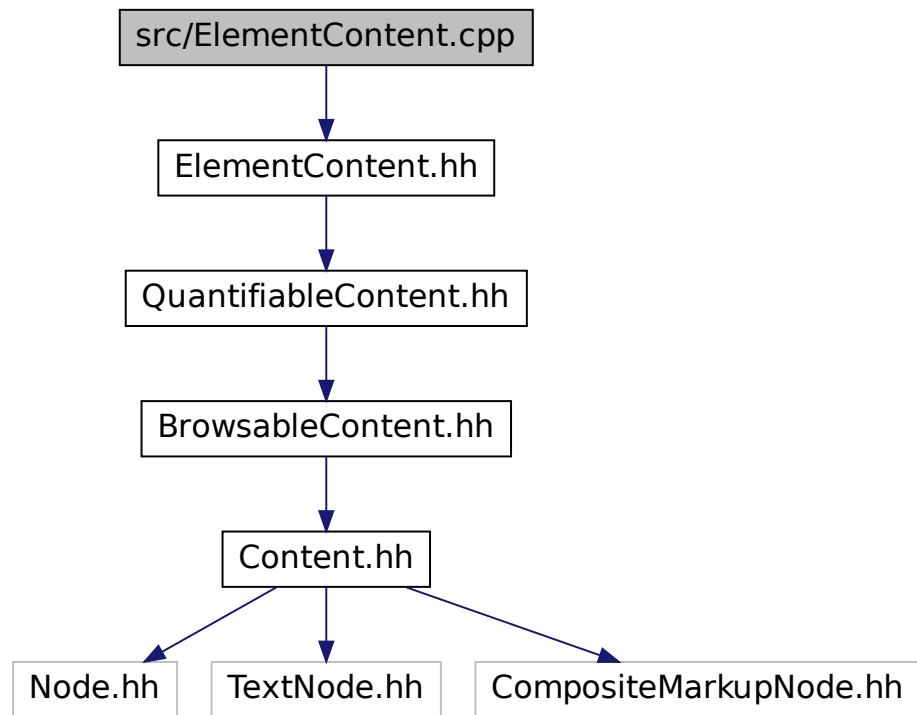 src/ElementContent.cpp
ElementContent.hh
QuantifiableContent.hh
BrowsableContent.hh
Content.hh
Node.hh
TextNode.hh
CompositeMarkupNode.hh